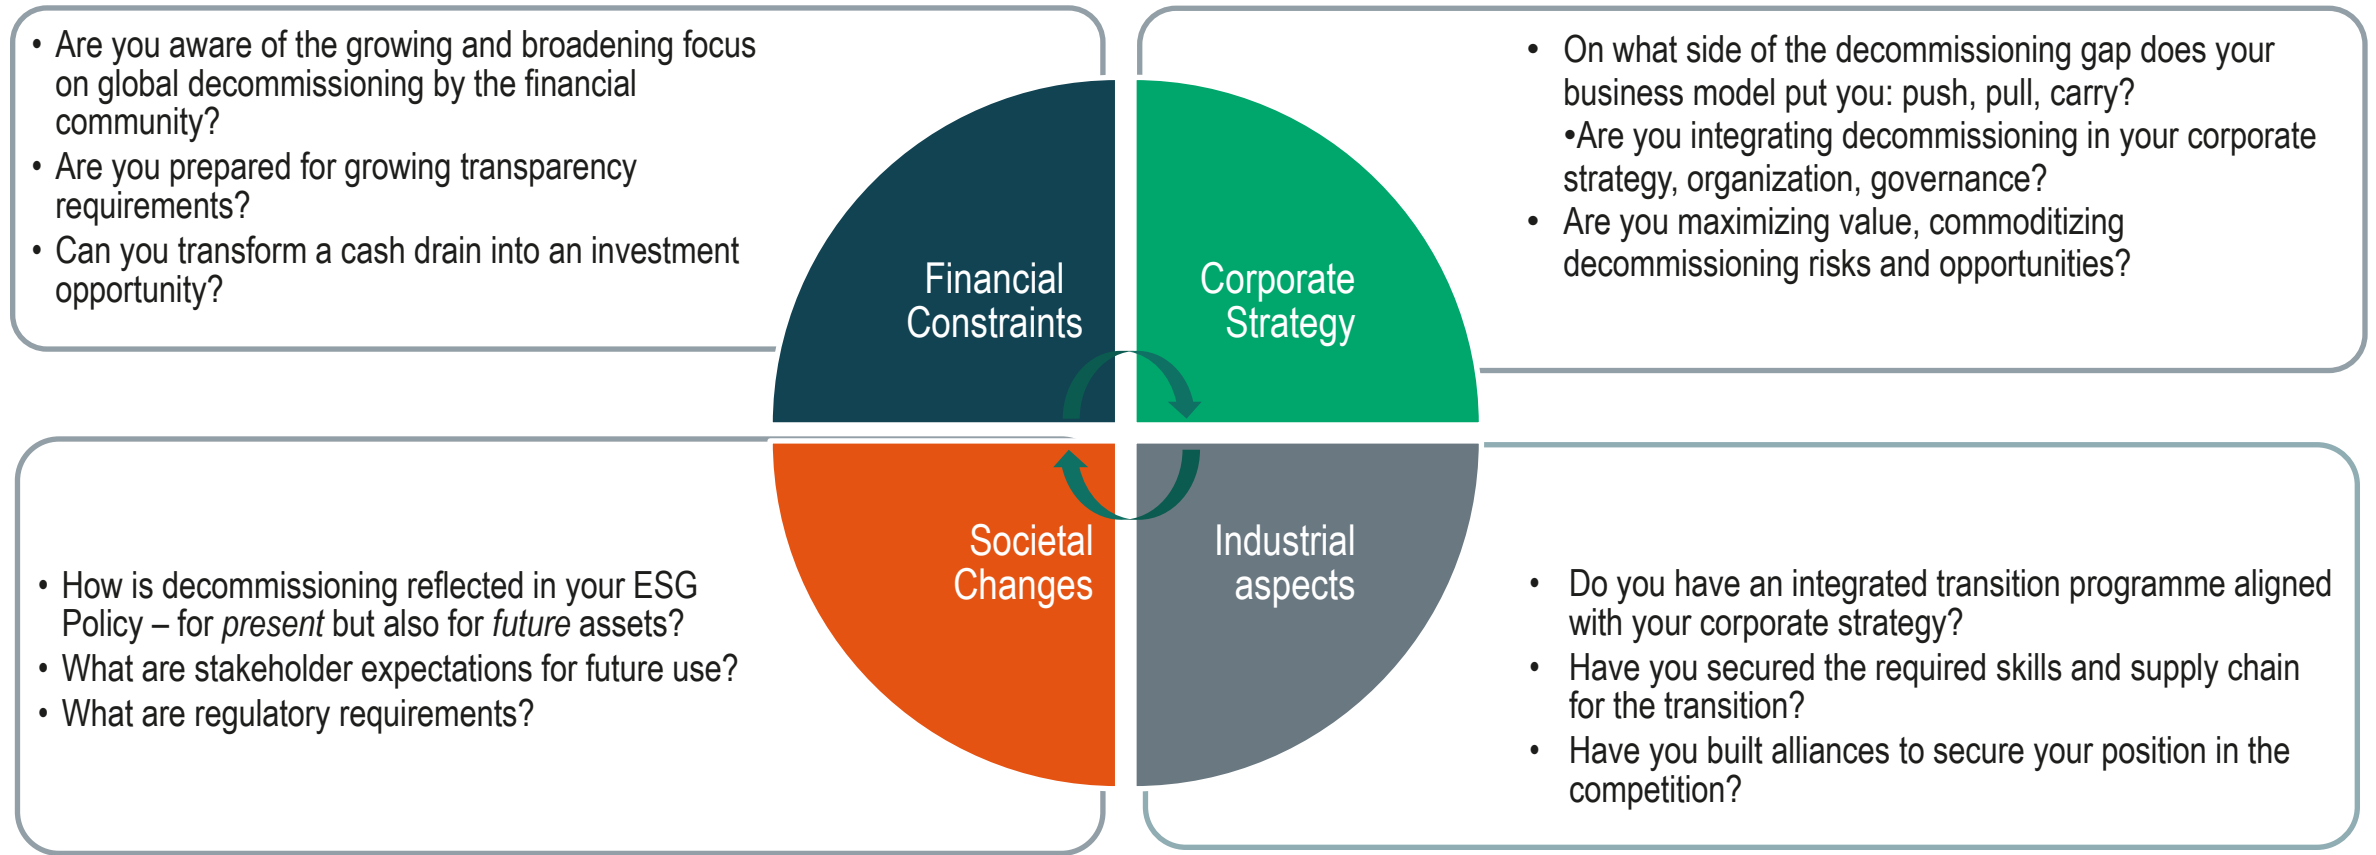 • Are you aware of the growing and broadening focus
on global decommissioning by the financial
community?
• Are you prepared for growing transparency
requirements?
• Can you transform a cash drain into an investment
opportunity?
• On what side of the decommissioning gap does your
business model put you: push, pull, carry?
•Are you integrating decommissioning in your corporate
strategy, organization, governance?
• Are you maximizing value, commoditizing
decommissioning risks and opportunities?
Financial
Constraints
Corporate
Strategy
Societal
Changes
Industrial
aspects
• How is decommissioning reflected in your ESG
Policy – for present but also for future assets?
• What are stakeholder expectations for future use?
• What are regulatory requirements?
• Do you have an integrated transition programme aligned
with your corporate strategy?
• Have you secured the required skills and supply chain
for the transition?
• Have you built alliances to secure your position in the
competition?